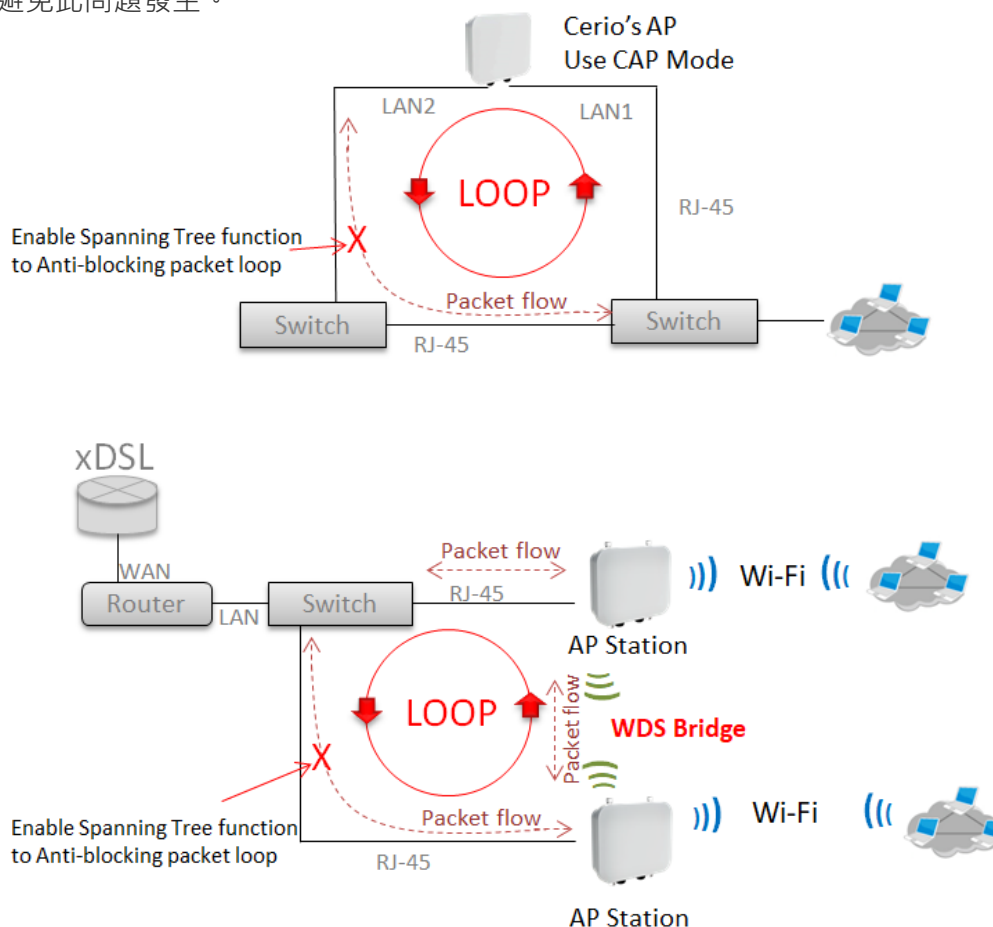 避免此問題發生。
Cerio's AP
Use CAP Mode
LAN2
LAN1
LOOP
RJ-45
Enable Spanning Tree function
to Anti-blocking packet loop
X
Packet flow
Switch
Switch
RJ-45
xDSL
WAN
Router
LAN
Switch
Packet flow
RJ-45
Wi-Fi
AP Station
LOOP
Packet flow
WDS Bridge
X
Enable Spanning Tree function
to Anti-blocking packet loop
Packet flow
RJ-45
Wi-Fi
AP Station